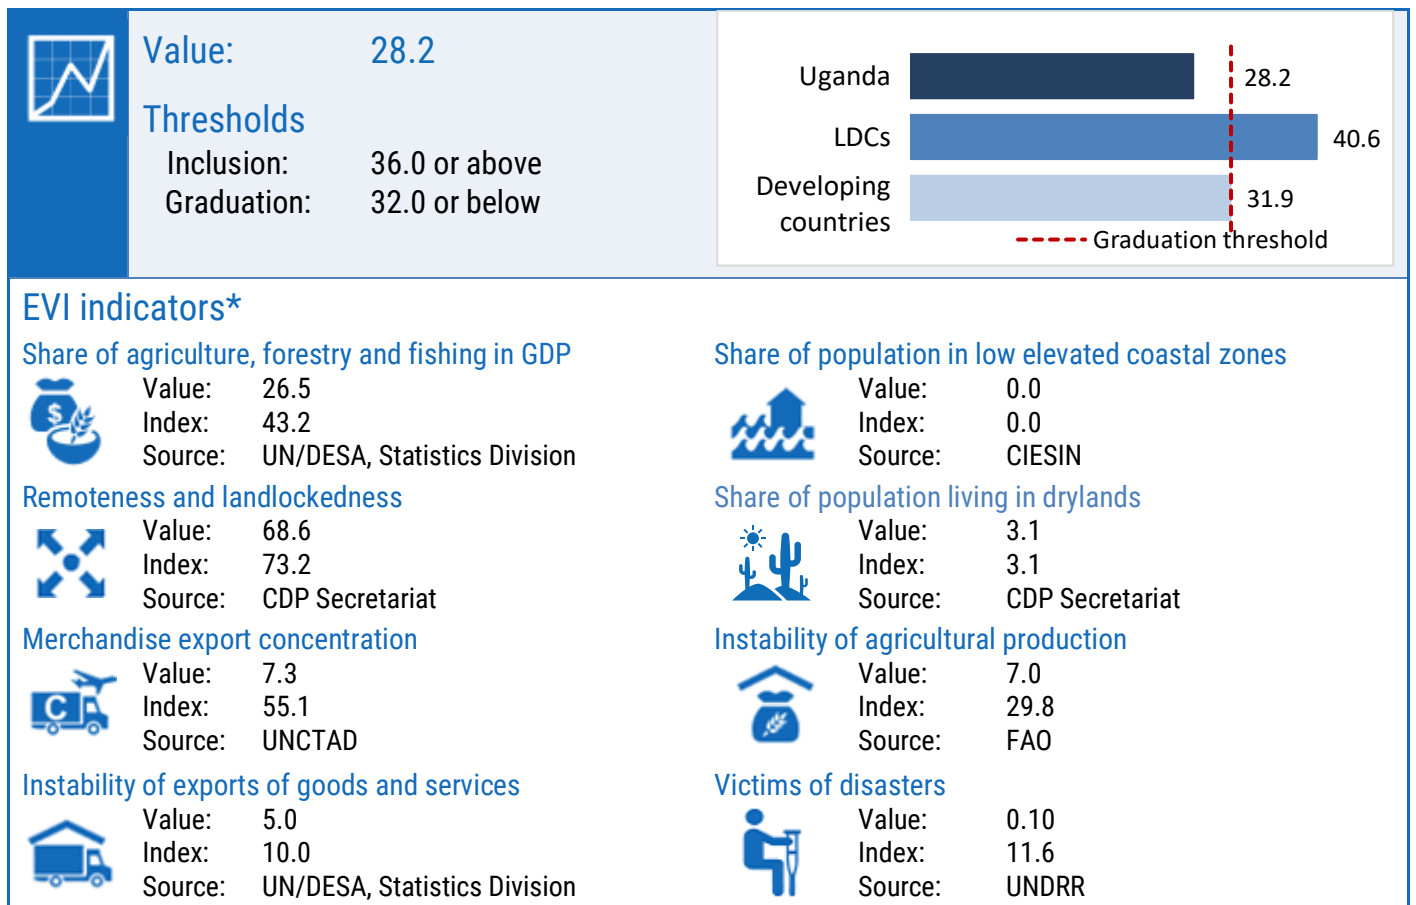 Value: 28.2
Thresholds
Inclusion: 36.0 or above
Graduation: 32.0 or below
Uganda 28.2
LDCs 40.6
Developing
countries 31.9
Graduation threshold
EVI indicators*
Share of agriculture, forestry and fishing in GDP
Value: 26.5
Index: 43.2
Source: UN/DESA, Statistics Division
Share of population in low elevated coastal zones
Value: 0.0
Index: 0.0
Source: CIESIN
Remoteness and landlockedness
Value: 68.6
Index: 73.2
Source: CDP Secretariat
Share of population living in drylands
Value: 3.1
Index: 3.1
Source: CDP Secretariat
Merchandise export concentration
C
Value: 7.3
Index: 55.1
Source: UNCTAD
Instability of agricultural production
Value: 7.0
Index: 29.8
Source: FAO
Instability of exports of goods and services
Value: 5.0
Index: 10.0
Source: UN/DESA, Statistics Division
Victims of disasters
Value: 0.10
Index: 11.6
Source: UNDRR